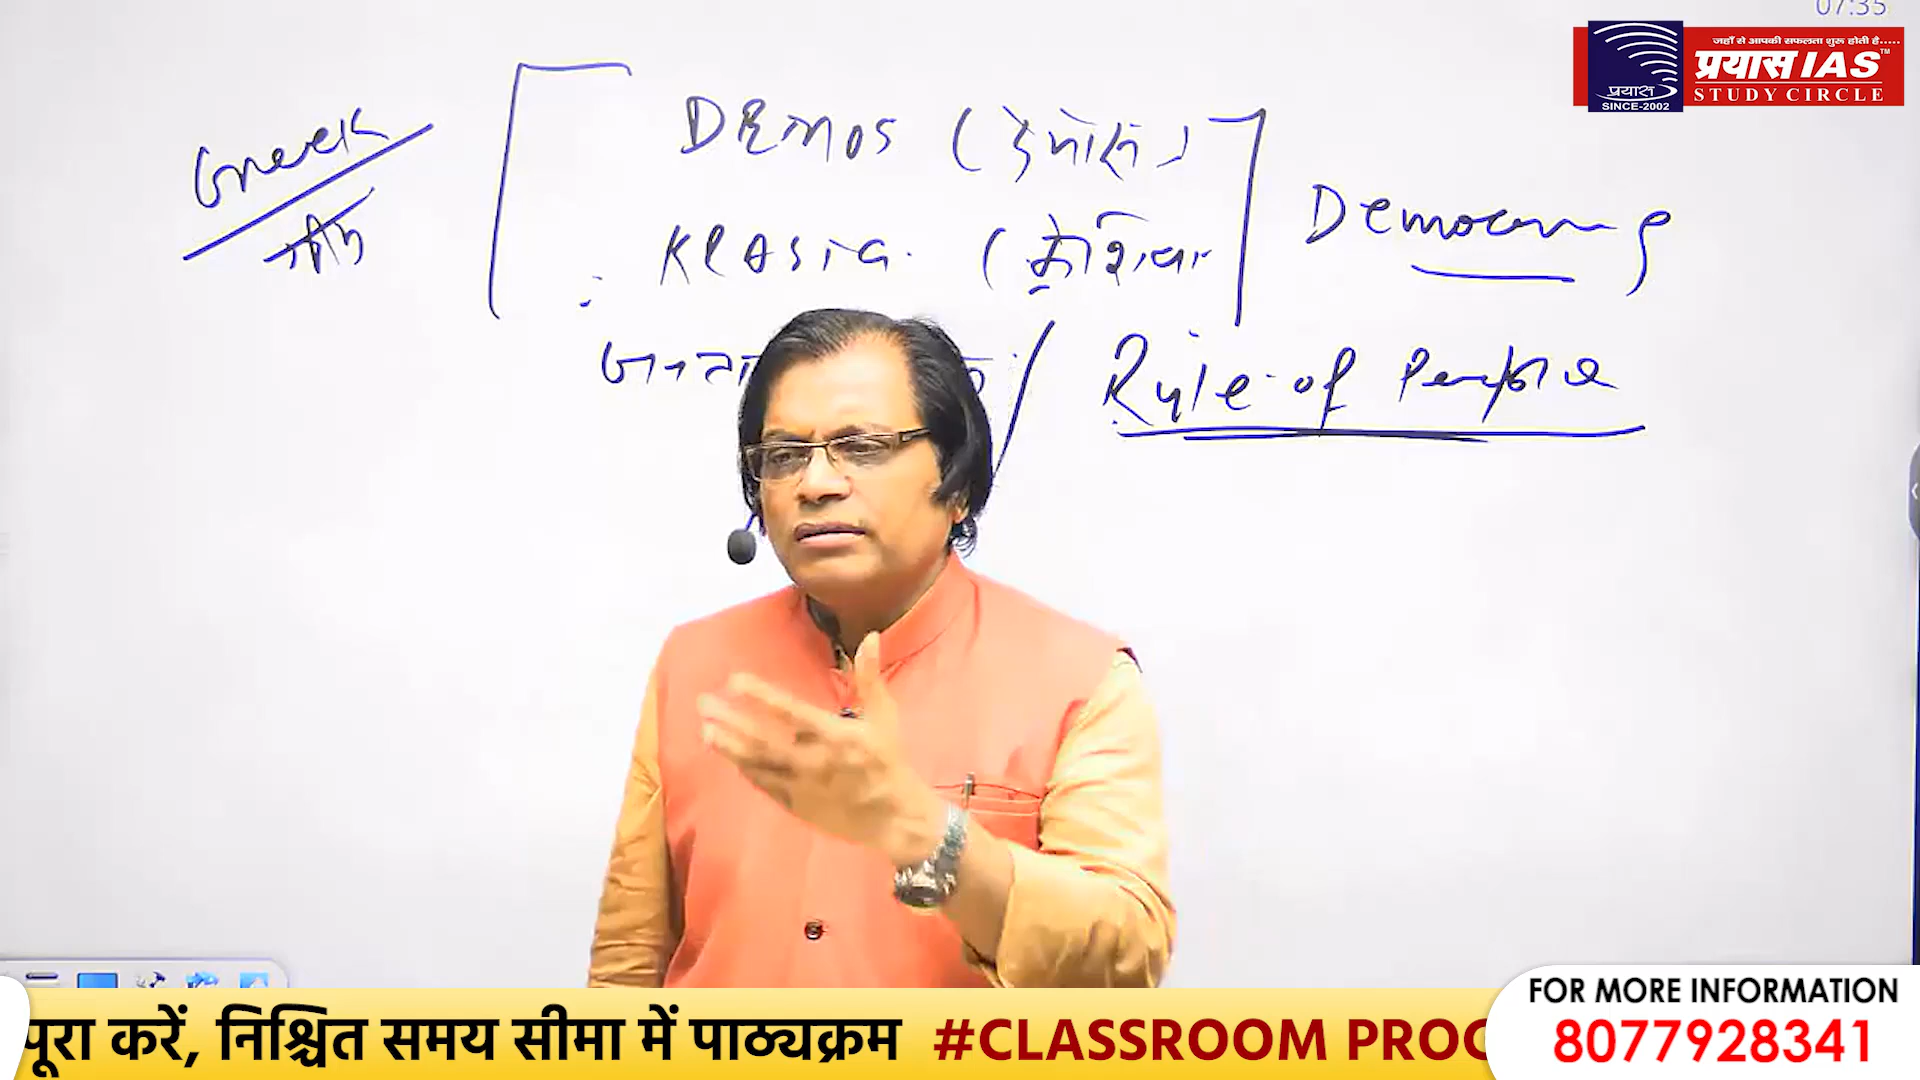 07:35
जहाँ से आपकी सफलता शुरू होती है.....
प्रयास IAS TM
STUDY CIRCLE
प्रयास
SINCE-2002
Greek
DEMOS (डेमोस)
Democracy
Rule of People
पूरा करें, निश्चित समय सीमा में पाठ्यक्रम #CLASSROOM PROG
FOR MORE INFORMATION
8077928341